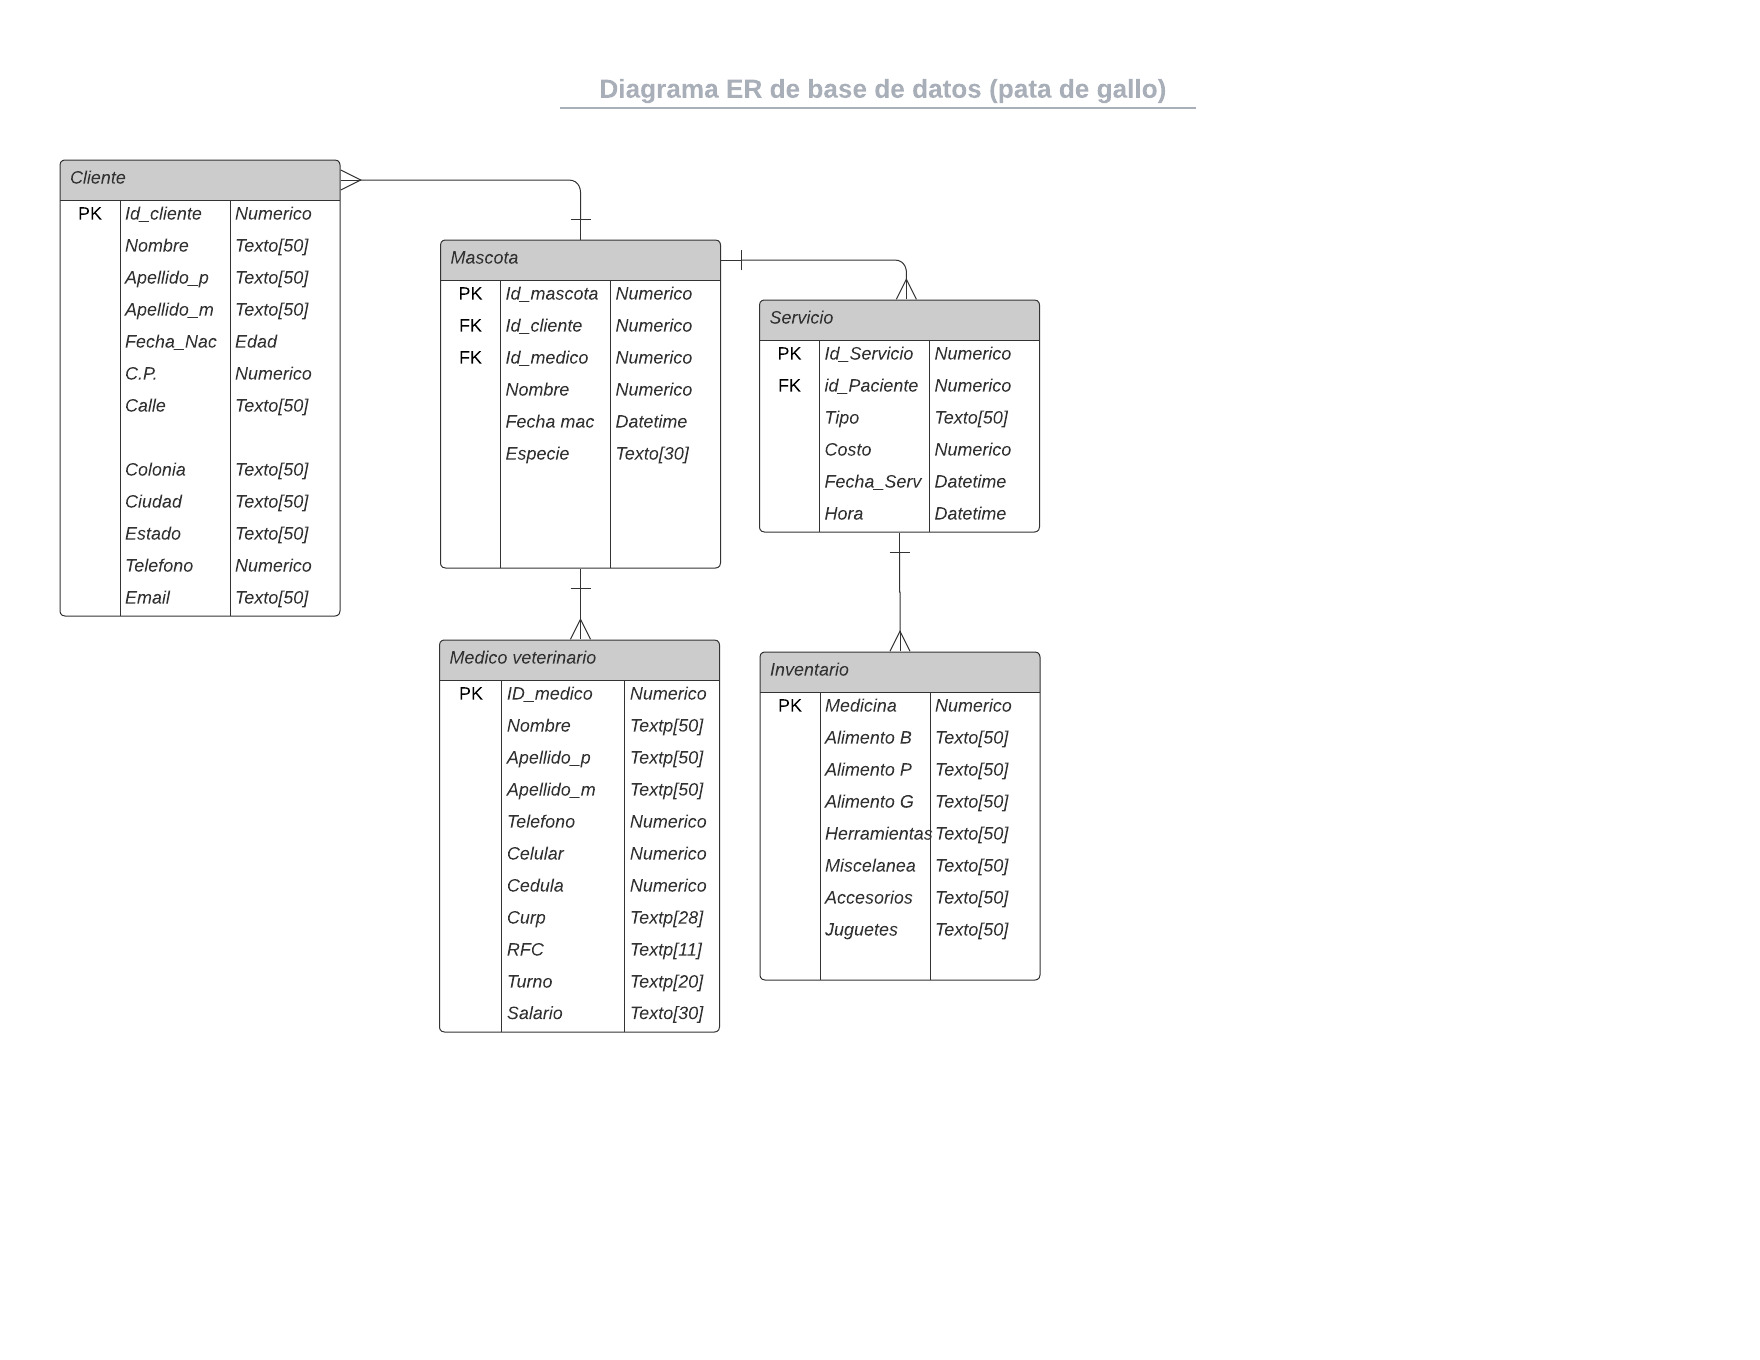 Diagrama ER de base de datos (pata de gallo)
Cliente
PK Id_cliente Numerico
Nombre Texto[50]
Apellido_p Texto[50]
Apellido_m Texto[50]
Fecha_Nac Edad
C.P. Numerico
Calle Texto[50]
Colonia Texto[50]
Ciudad Texto[50]
Estado Texto[50]
Telefono Numerico
Email Texto[50]
Mascota
PK Id_mascota Numerico
FK Id_cliente Numerico
FK Id_medico Numerico
Nombre Numerico
Fecha mac Datetime
Especie Texto[30]
Servicio
PK Id_Servicio Numerico
FK id_Paciente Numerico
Tipo Texto[50]
Costo Numerico
Fecha_Serv Datetime
Hora Datetime
Medico veterinario
PK ID_medico Numerico
Nombre Textp[50]
Apellido_p Textp[50]
Apellido_m Textp[50]
Telefono Numerico
Celular Numerico
Cedula Numerico
Curp Textp[28]
RFC Textp[11]
Turno Textp[20]
Salario Texto[30]
Inventario
PK Medicina Numerico
Alimento B Texto[50]
Alimento P Texto[50]
Alimento G Texto[50]
Herramientas Texto[50]
Miscelanea Texto[50]
Accesorios Texto[50]
Juguetes Texto[50]